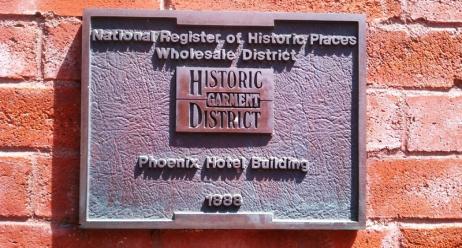 National Register of Historic Places
Wholesale District
HISTORIC
GARMENT
DISTRICT
Phoenix Hotel Building
1888